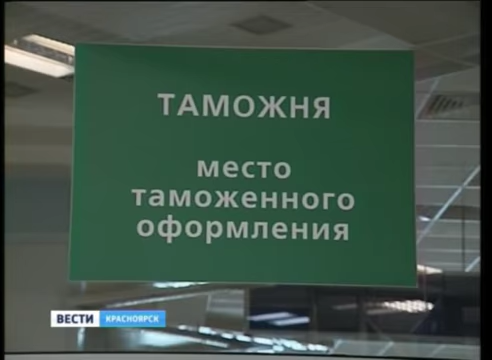 ТАМОЖНЯ
место
таможенного
оформления
ВЕСТИ КРАСНОЯРСК